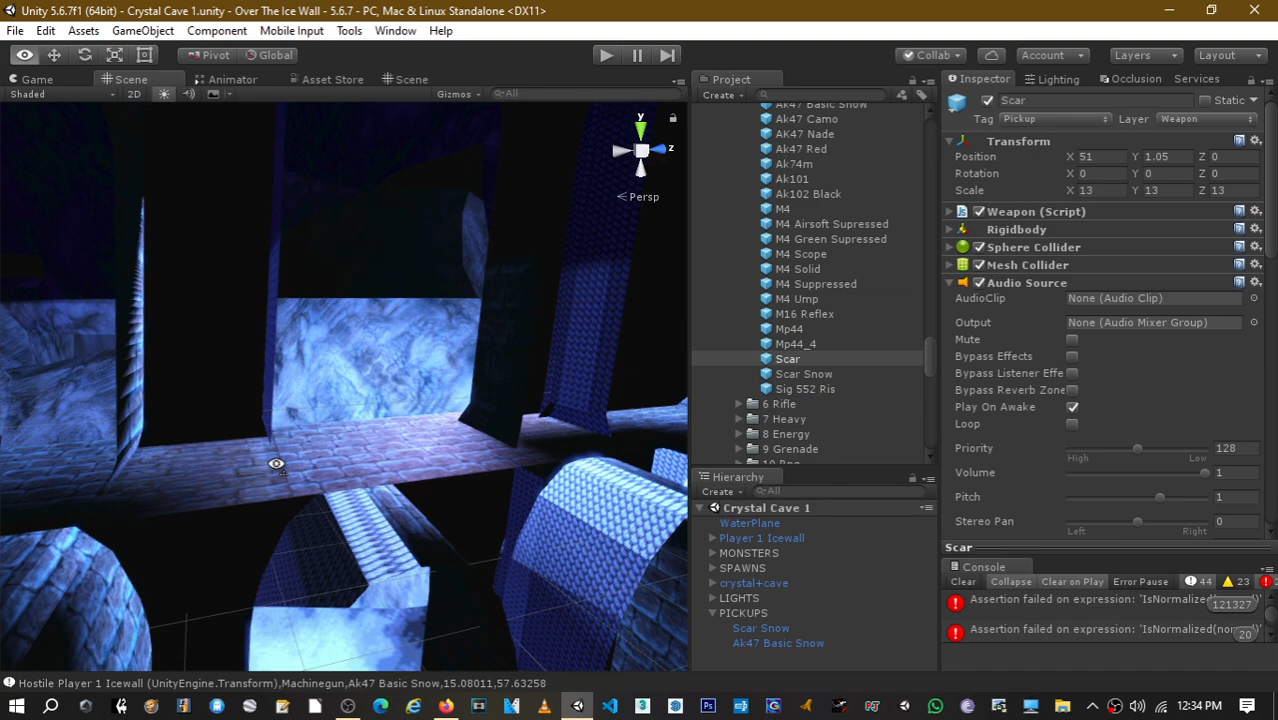 Unity 5.6.7f1 (64bit) - Crystal Cave 1.unity - Over The Ice Wall - 5.6.7 - PC, Mac & Linux Standalone <DX11>
File Edit Assets GameObject Component Mobile Input Tools Window Help
Pivot Global Collab Account Layers Layout
Game Scene Animator Asset Store Scene
Shaded 2D Gizmos All
y
z
Persp
Project
Create
Ak47 Basic Snow
Ak47 Camo
AK47 Nade
Ak47 Red
Ak74m
Ak101
Ak102 Black
M4
M4 Airsoft Supressed
M4 Green Supressed
M4 Scope
M4 Solid
M4 Suppressed
M4 Ump
M16 Reflex
Mp44
Mp44_4
Scar
Scar Snow
Sig 552 Ris
6 Rifle
7 Heavy
8 Energy
9 Grenade
Hierarchy
Create All
Crystal Cave 1
WaterPlane
Player 1 Icewall
MONSTERS
SPAWNS
crystal+cave
LIGHTS
PICKUPS
Scar Snow
Ak47 Basic Snow
Inspector Lighting Occlusion Services
Scar Static
Tag Pickup Layer Weapon
Transform
Position X 51 Y 1.05 Z 0
Rotation X 0 Y 0 Z 0
Scale X 13 Y 13 Z 13
Weapon (Script)
Rigidbody
Sphere Collider
Mesh Collider
Audio Source
AudioClip None (Audio Clip)
Output None (Audio Mixer Group)
Mute
Bypass Effects
Bypass Listener Effe
Bypass Reverb Zone
Play On Awake
Loop
Priority 128
High Low
Volume 1
Pitch 1
Stereo Pan 0
Left Right
Scar
Console
Clear Collapse Clear on Play Error Pause 44 23 2
Assertion failed on expression: 'IsNormalized( 121327
Assertion failed on expression: 'IsNormalized(nor 20
Hostile Player 1 Icewall (UnityEngine.Transform),Machinegun,Ak47 Basic Snow,15.08011,57.63258
12:34 PM